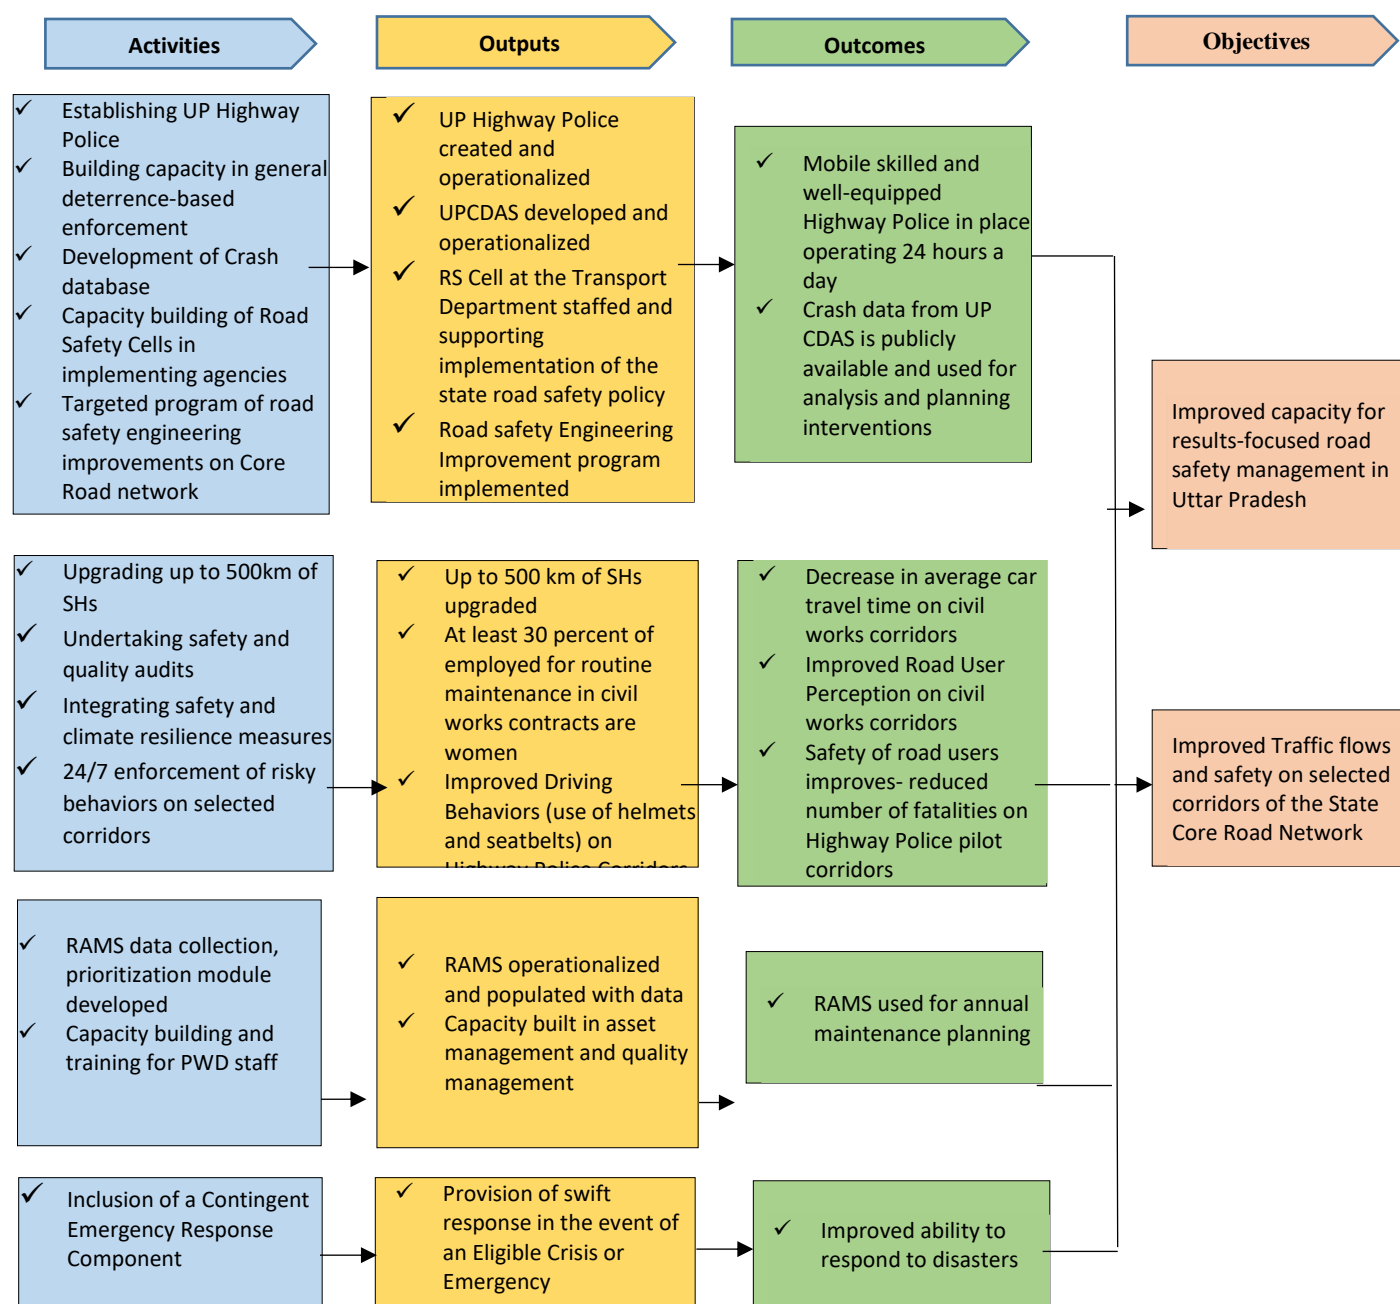 Activities
Outputs
Outcomes
Objectives
✓ Establishing UP Highway
Police
✓ Building capacity in general
deterrence-based
enforcement
✓ Development of Crash
database
✓ Capacity building of Road
Safety Cells in
implementing agencies
✓ Targeted program of road
safety engineering
improvements on Core
Road network
✓ UP Highway Police
created and
operationalized
✓ UPCDAS developed and
operationalized
✓ RS Cell at the Transport
Department staffed and
supporting
implementation of the
state road safety policy
✓ Road safety Engineering
Improvement program
implemented
✓ Mobile skilled and
well-equipped
Highway Police in place
operating 24 hours a
day
✓ Crash data from UP
CDAS is publicly
available and used for
analysis and planning
interventions
Improved capacity for
results-focused road
safety management in
Uttar Pradesh
✓ Upgrading up to 500km of
SHs
✓ Undertaking safety and
quality audits
✓ Integrating safety and
climate resilience measures
✓ 24/7 enforcement of risky
behaviors on selected
corridors
✓ Up to 500 km of SHs
upgraded
✓ At least 30 percent of
employed for routine
maintenance in civil
works contracts are
women
✓ Improved Driving
Behaviors (use of helmets
and seatbelts) on
Highway Police Corridors
✓ Decrease in average car
travel time on civil
works corridors
✓ Improved Road User
Perception on civil
works corridors
✓ Safety of road users
improves- reduced
number of fatalities on
Highway Police pilot
corridors
Improved Traffic flows
and safety on selected
corridors of the State
Core Road Network
✓ RAMS data collection,
prioritization module
developed
✓ Capacity building and
training for PWD staff
✓ RAMS operationalized
and populated with data
✓ Capacity built in asset
management and quality
management
✓ RAMS used for annual
maintenance planning
✓ Inclusion of a Contingent
Emergency Response
Component
✓ Provision of swift
response in the event of
an Eligible Crisis or
Emergency
✓ Improved ability to
respond to disasters